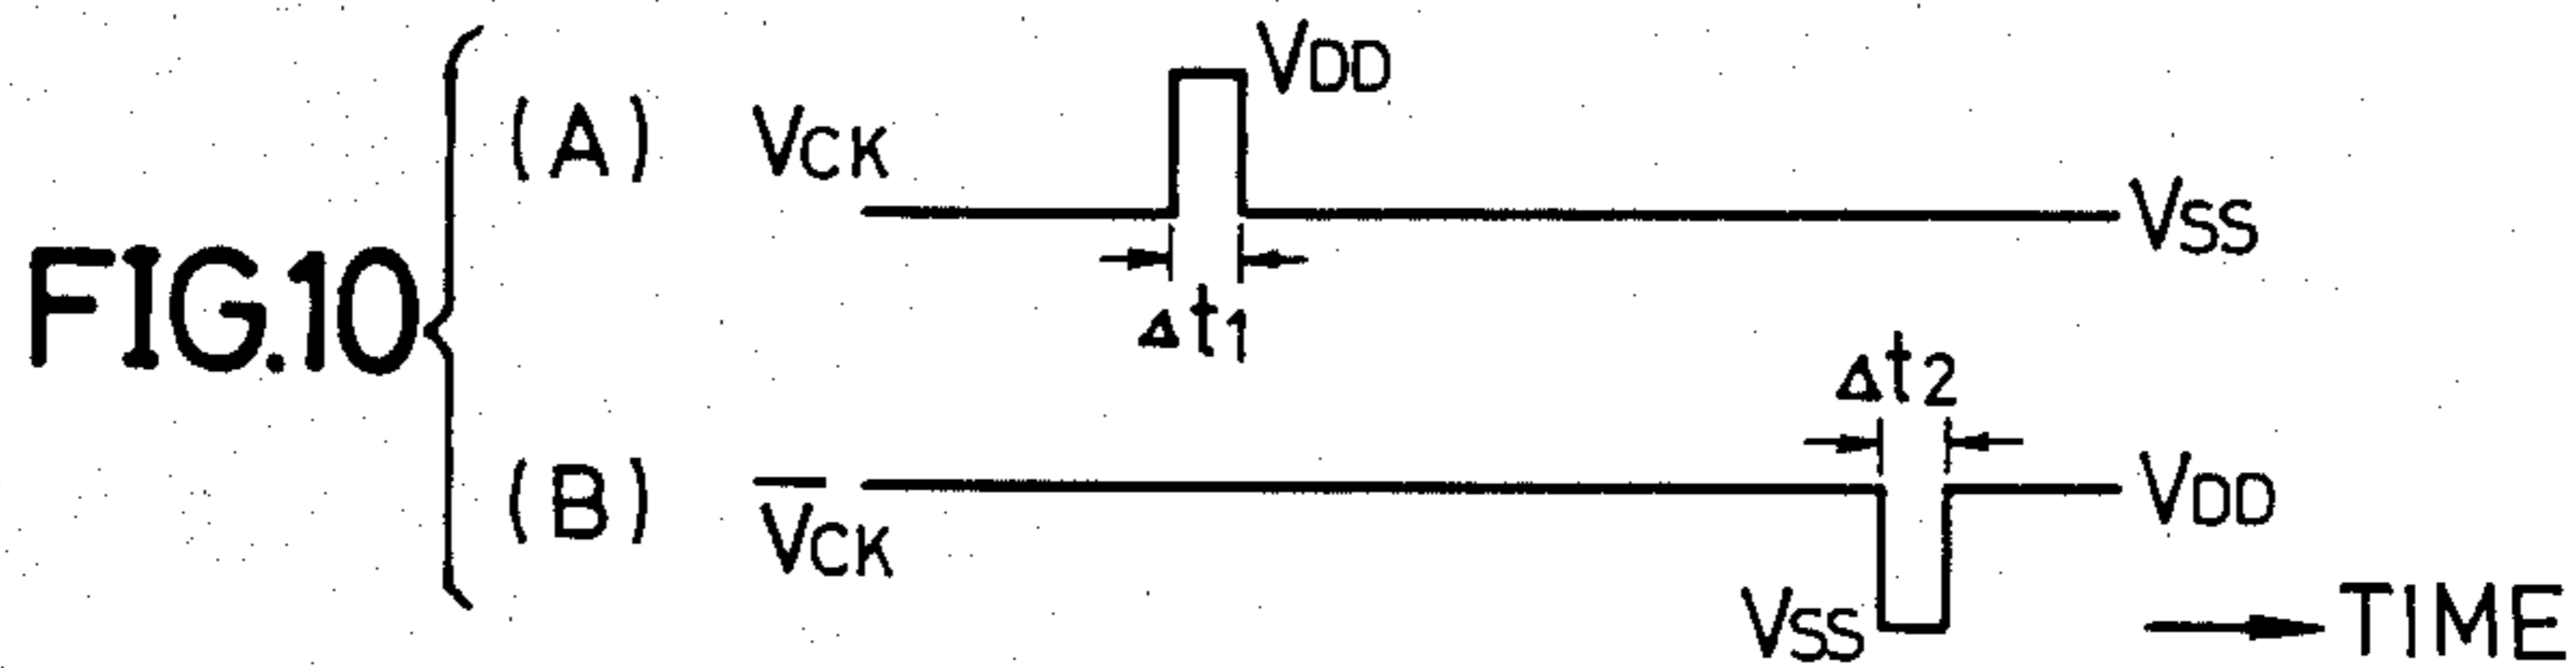 FIG.10
(A) VCK VDD VSS
Δt1
Δt2
(B) V̅CK VDD
VSS
TIME